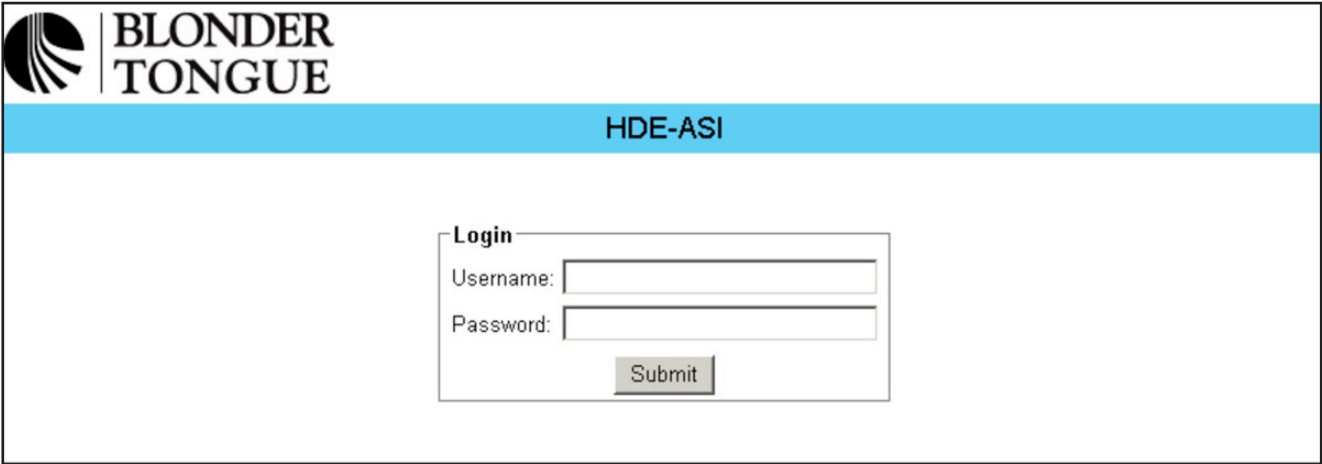 BLONDER
TONGUE
HDE-ASI
Login
Username:
Password:
Submit